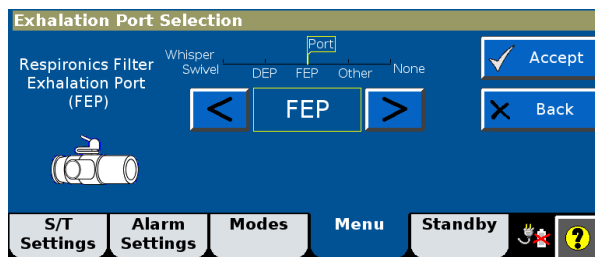 Exhalation Port Selection
Respironics Filter
Exhalation Port
(FEP)
Port
Whisper
Swivel
DEP
FEP
Other
None
<
FEP
>
Accept
Back
S/T
Settings
Alarm
Settings
Modes
Menu
Standby
?